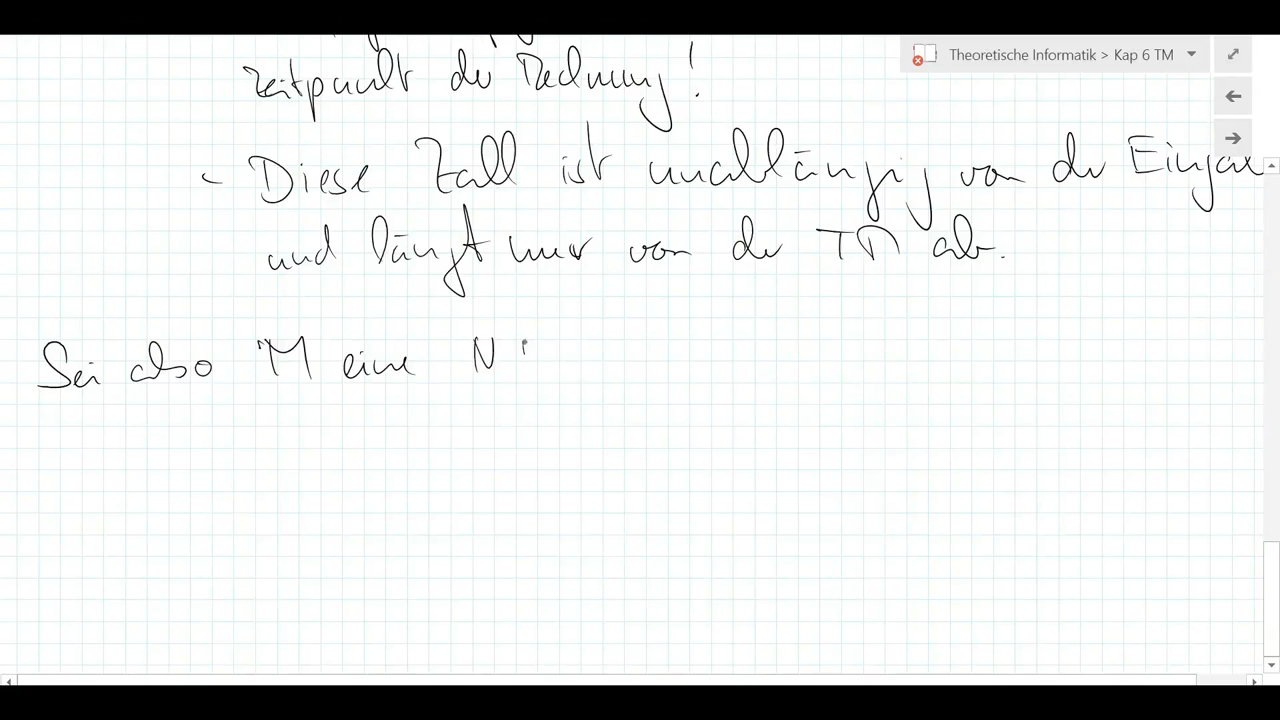 Theoretische Informatik > Kap 6 TM
Zeitpunkt der Rechnung!
- Diese Zahl ist unabhängig von der Eingabe
und hängt nur von der TM ab.
Sei also M eine N